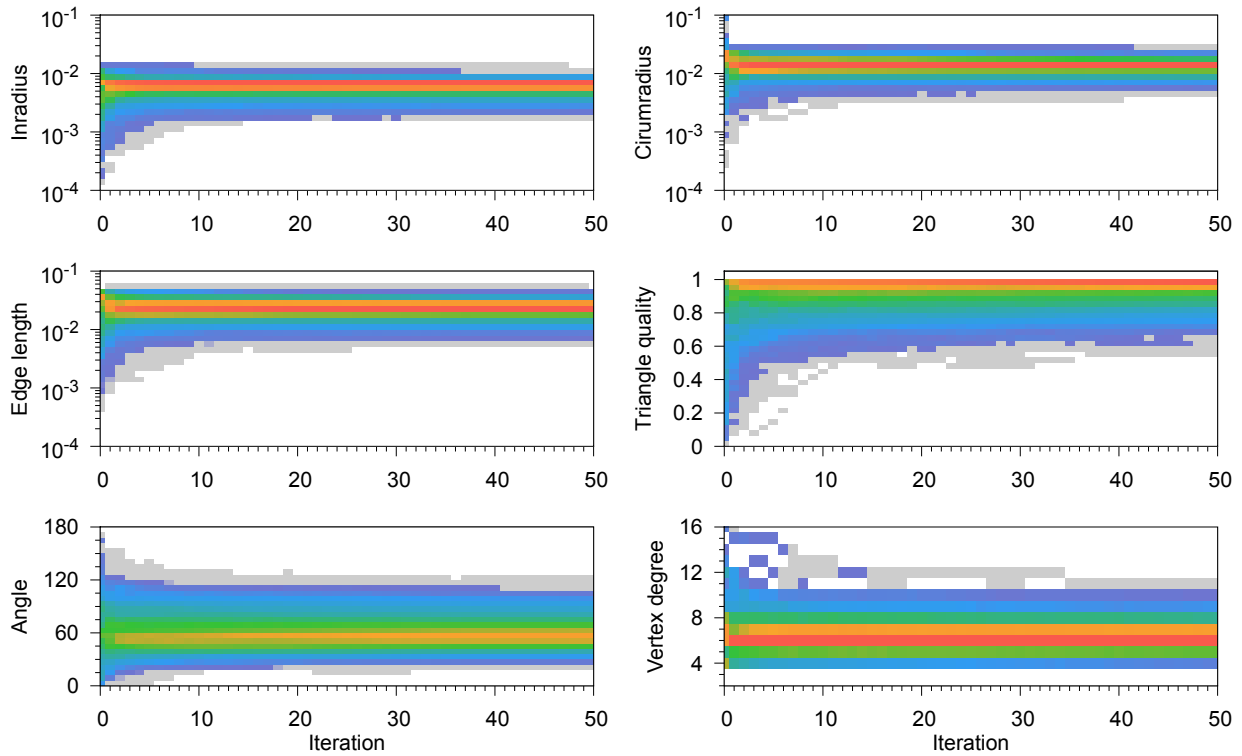 10-1
10-2
10-3
10-4
Inradius
0 10 20 30 40 50
10-1
10-2
10-3
10-4
Cirumradius
0 10 20 30 40 50
10-1
10-2
10-3
10-4
Edge length
0 10 20 30 40 50
1
0.8
0.6
0.4
0.2
0
Triangle quality
0 10 20 30 40 50
180
120
60
0
Angle
0 10 20 30 40 50
Iteration
16
12
8
4
Vertex degree
0 10 20 30 40 50
Iteration